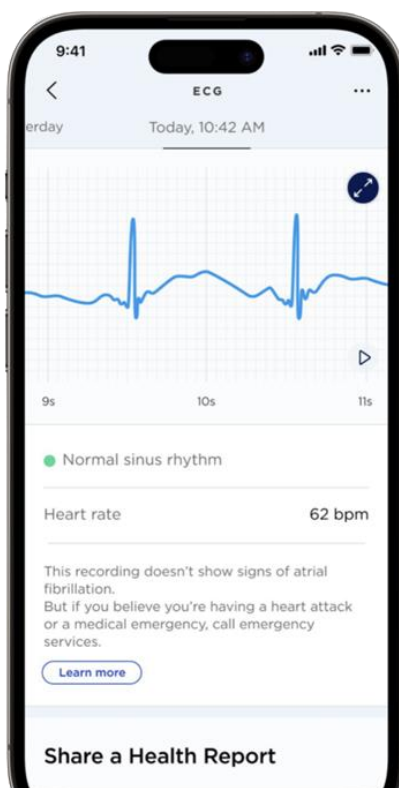 9:41
ECG
erday
Today, 10:42 AM
9s
10s
11s
Normal sinus rhythm
Heart rate
62 bpm
This recording doesn't show signs of atrial
fibrillation.
But if you believe you're having a heart attack
or a medical emergency, call emergency
services.
Learn more
Share a Health Report